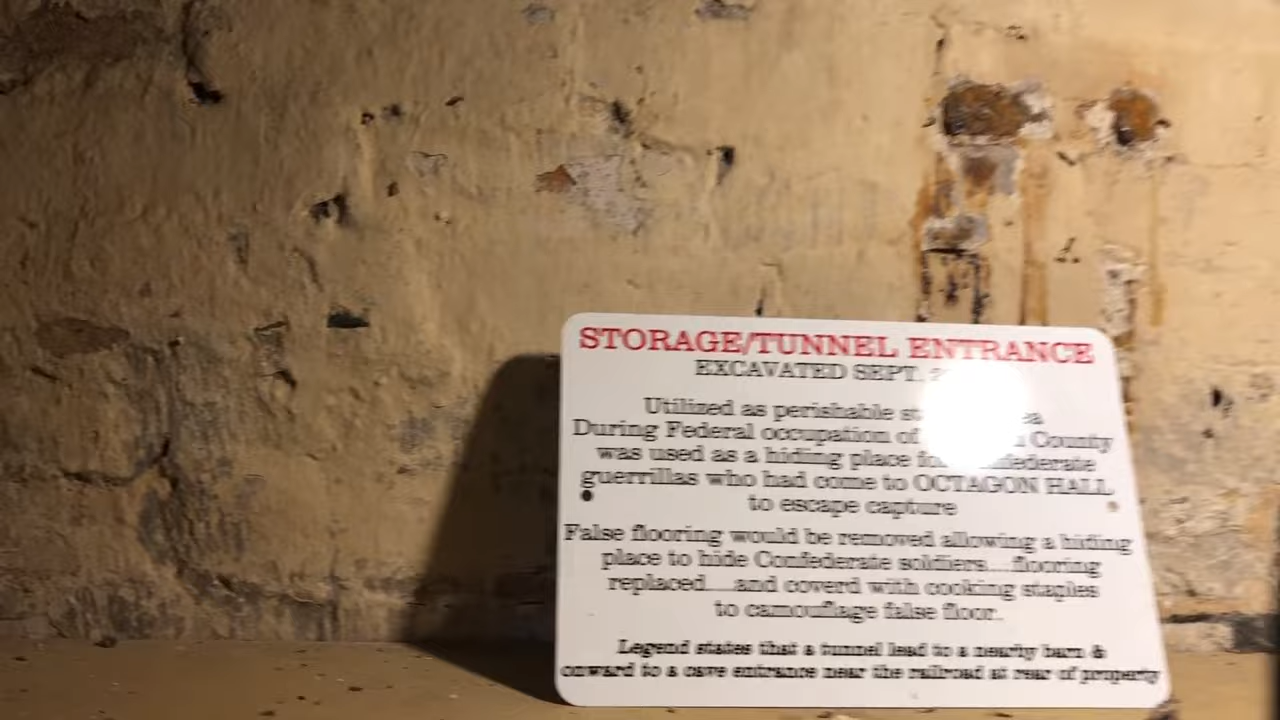 STORAGE/TUNNEL ENTRANCE
EXCAVATED SEPT.
Utilized as perishable
During Federal occupation of County
was used as a hiding place
guerrillas who had come to OCTAGON HALL
to escape capture
False flooring would be removed allowing a hiding
place to hide Confederate soldiers....flooring
replaced....and coverd with cooking staples
to camouflage false floor.
Legend states that a tunnel lead to a nearby barn &
onward to a cave entrance near the railroad at rear of property